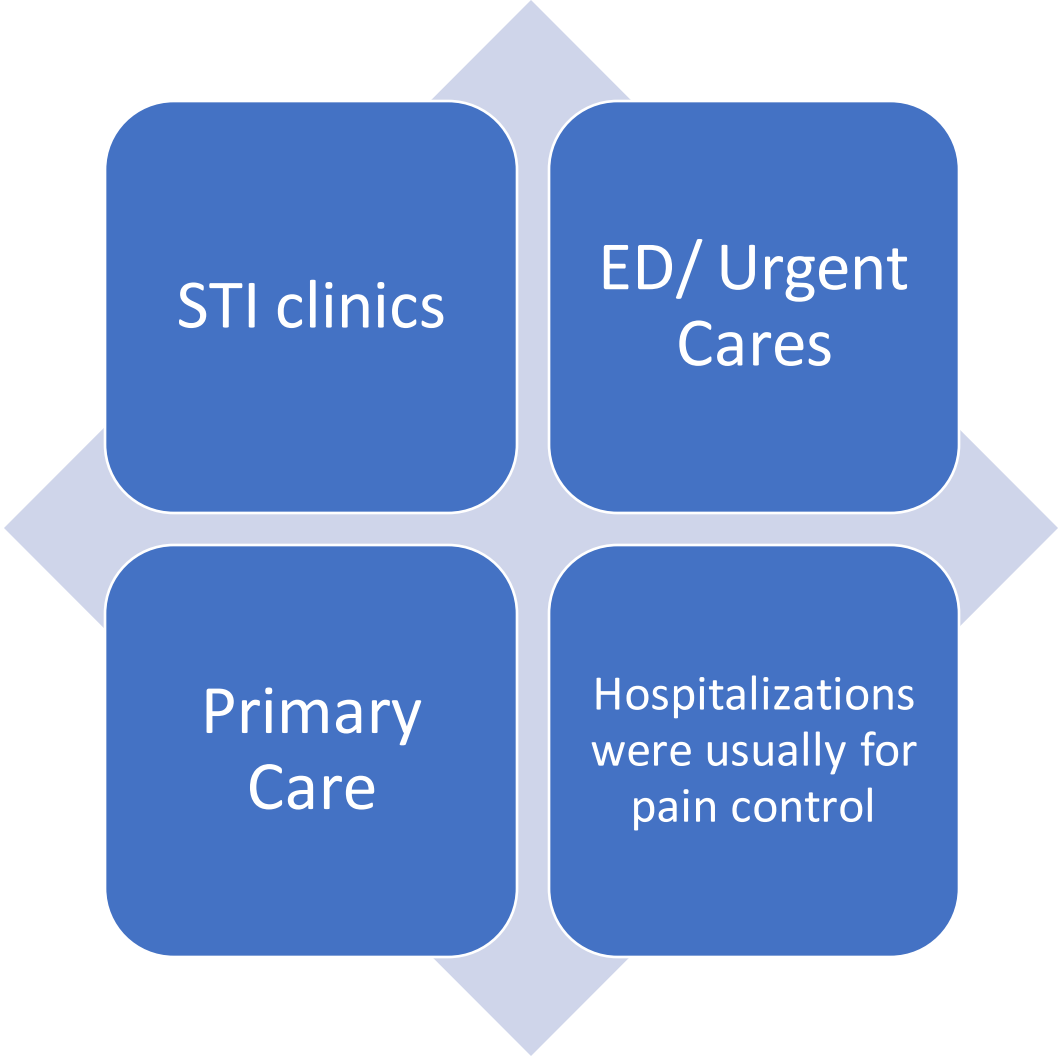 STI clinics
ED/ Urgent
Cares
Primary
Care
Hospitalizations
were usually for
pain control